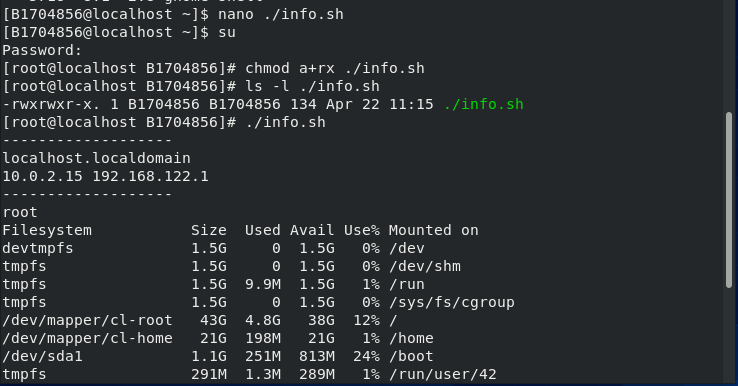 [B1704856@localhost ~]$ nano ./info.sh
[B1704856@localhost ~]$ su
Password:
[root@localhost B1704856]# chmod a+rx ./info.sh
[root@localhost B1704856]# ls -l ./info.sh
-rwxrwxr-x. 1 B1704856 B1704856 134 Apr 22 11:15 ./info.sh
[root@localhost B1704856]# ./info.sh
-------------------
localhost.localdomain
10.0.2.15 192.168.122.1
-------------------
root
Filesystem           Size  Used Avail Use% Mounted on
devtmpfs             1.5G     0  1.5G   0% /dev
tmpfs                1.5G     0  1.5G   0% /dev/shm
tmpfs                1.5G  9.9M  1.5G   1% /run
tmpfs                1.5G     0  1.5G   0% /sys/fs/cgroup
/dev/mapper/cl-root   43G  4.8G   38G  12% /
/dev/mapper/cl-home   21G  198M   21G   1% /home
/dev/sda1            1.1G  251M  813M  24% /boot
tmpfs                291M  1.3M  289M   1% /run/user/42